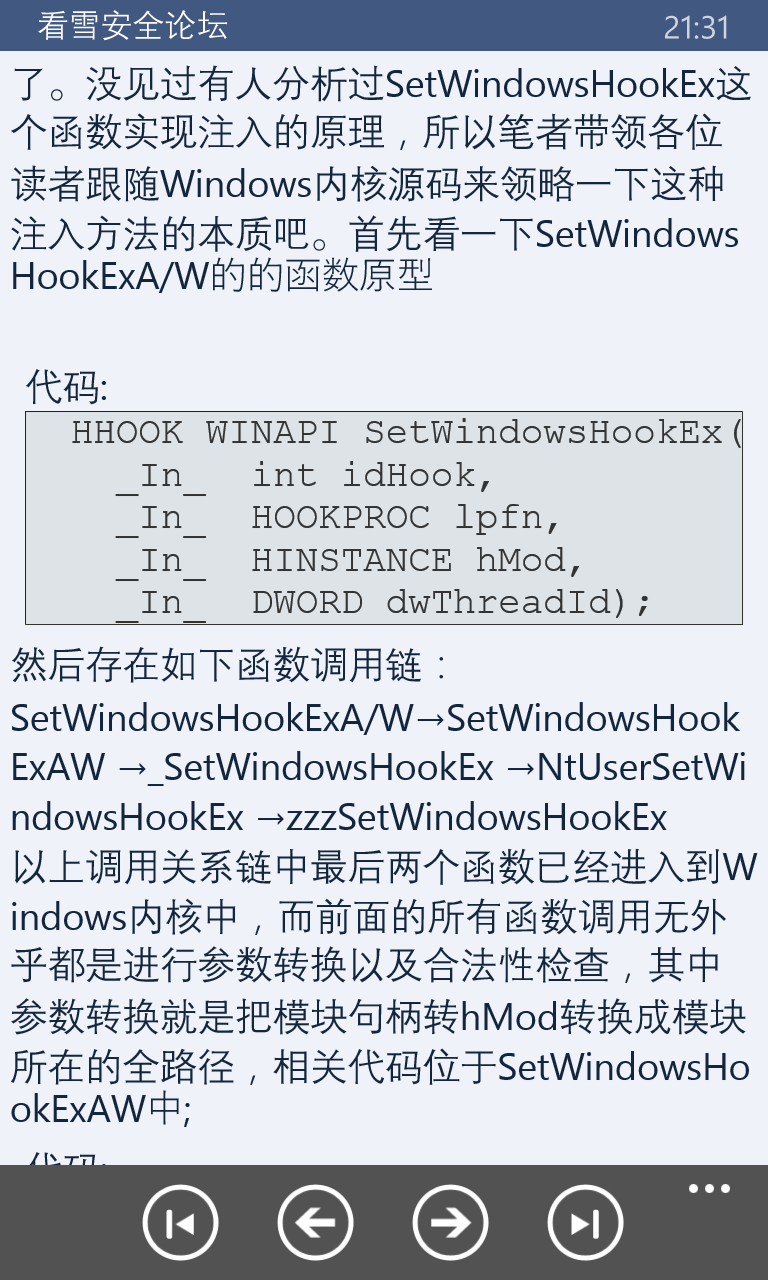 看雪安全论坛 21:31
了。没见过有人分析过SetWindowsHookEx这
个函数实现注入的原理，所以笔者带领各位
读者跟随Windows内核源码来领略一下这种
注入方法的本质吧。首先看一下SetWindows
HookExA/W的的函数原型
代码:
HHOOK WINAPI SetWindowsHookEx(
_In_  int idHook,
_In_  HOOKPROC lpfn,
_In_  HINSTANCE hMod,
_In_  DWORD dwThreadId);
然后存在如下函数调用链：
SetWindowsHookExA/W→SetWindowsHook
ExAW →_SetWindowsHookEx →NtUserSetWi
ndowsHookEx →zzzSetWindowsHookEx
以上调用关系链中最后两个函数已经进入到W
indows内核中，而前面的所有函数调用无外
乎都是进行参数转换以及合法性检查，其中
参数转换就是把模块句柄转hMod转换成模块
所在的全路径，相关代码位于SetWindowsHo
okExAW中;
代码: